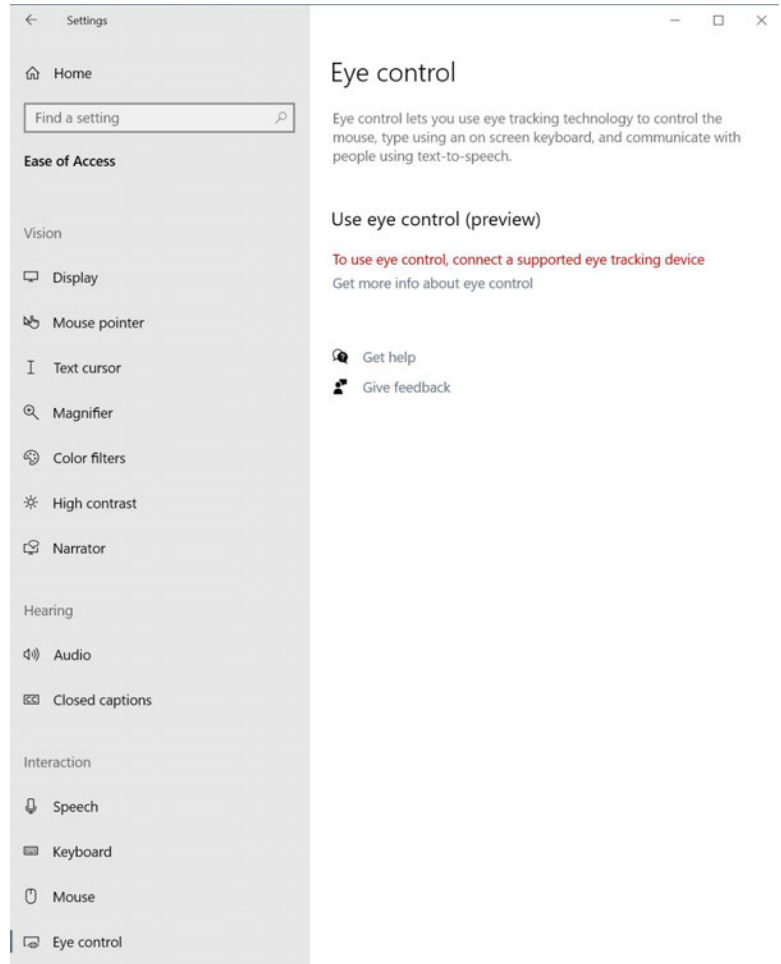 Settings
Home
Find a setting
Ease of Access
Vision
Display
Mouse pointer
Text cursor
Magnifier
Color filters
High contrast
Narrator
Hearing
Audio
CC Closed captions
Interaction
Speech
Keyboard
Mouse
Eye control
Eye control
Eye control lets you use eye tracking technology to control the
mouse, type using an on screen keyboard, and communicate with
people using text-to-speech.
Use eye control (preview)
To use eye control, connect a supported eye tracking device
Get more info about eye control
Get help
Give feedback